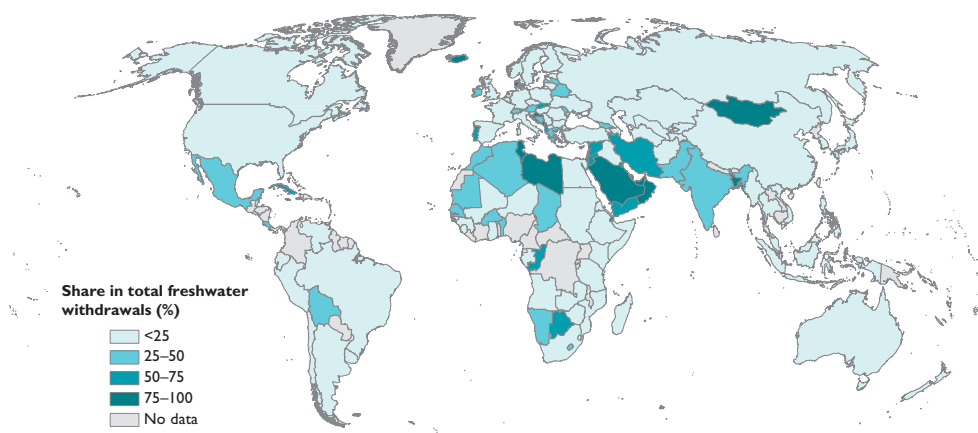 Share in total freshwater
withdrawals (%)
<25
25–50
50–75
75–100
No data